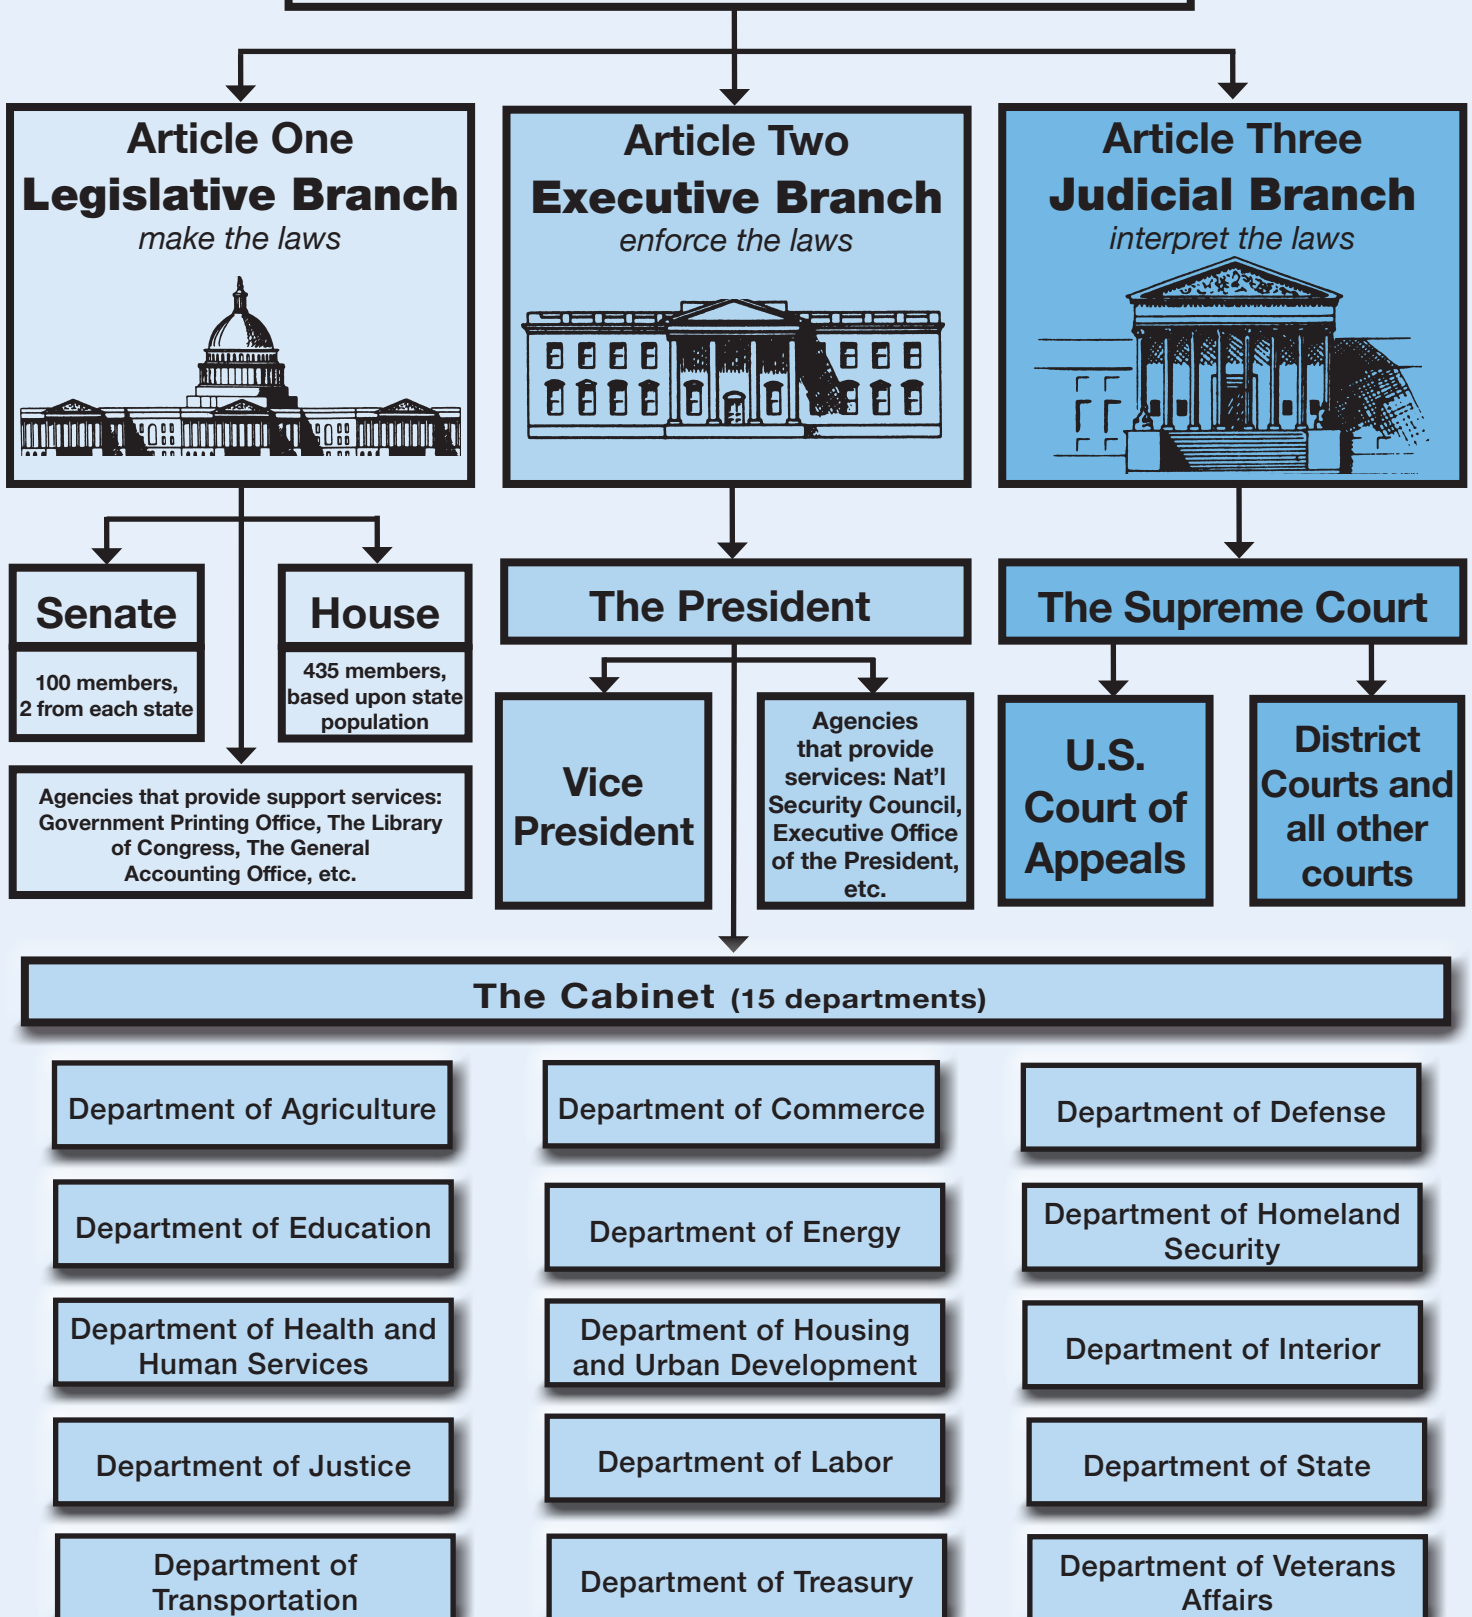 Article One
Legislative Branch
make the laws
Article Two
Executive Branch
enforce the laws
Article Three
Judicial Branch
interpret the laws
Senate
100 members,
2 from each state
House
435 members,
based upon state
population
Agencies that provide support services:
Government Printing Office, The Library
of Congress, The General
Accounting Office, etc.
The President
Vice
President
Agencies
that provide
services: Nat'l
Security Council,
Executive Office
of the President,
etc.
The Supreme Court
U.S.
Court of
Appeals
District
Courts and
all other
courts
The Cabinet (15 departments)
Department of Agriculture
Department of Commerce
Department of Defense
Department of Education
Department of Energy
Department of Homeland
Security
Department of Health and
Human Services
Department of Housing
and Urban Development
Department of Interior
Department of Justice
Department of Labor
Department of State
Department of
Transportation
Department of Treasury
Department of Veterans
Affairs